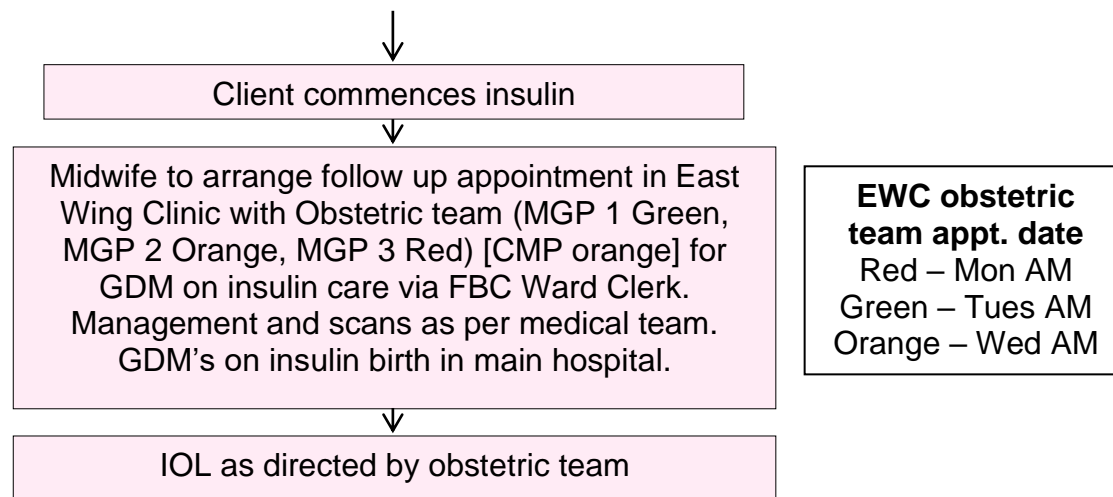 Client commences insulin
Midwife to arrange follow up appointment in East
Wing Clinic with Obstetric team (MGP 1 Green,
MGP 2 Orange, MGP 3 Red) [CMP orange] for
GDM on insulin care via FBC Ward Clerk.
Management and scans as per medical team.
GDM’s on insulin birth in main hospital.
EWC obstetric
team appt. date
Red – Mon AM
Green – Tues AM
Orange – Wed AM
IOL as directed by obstetric team